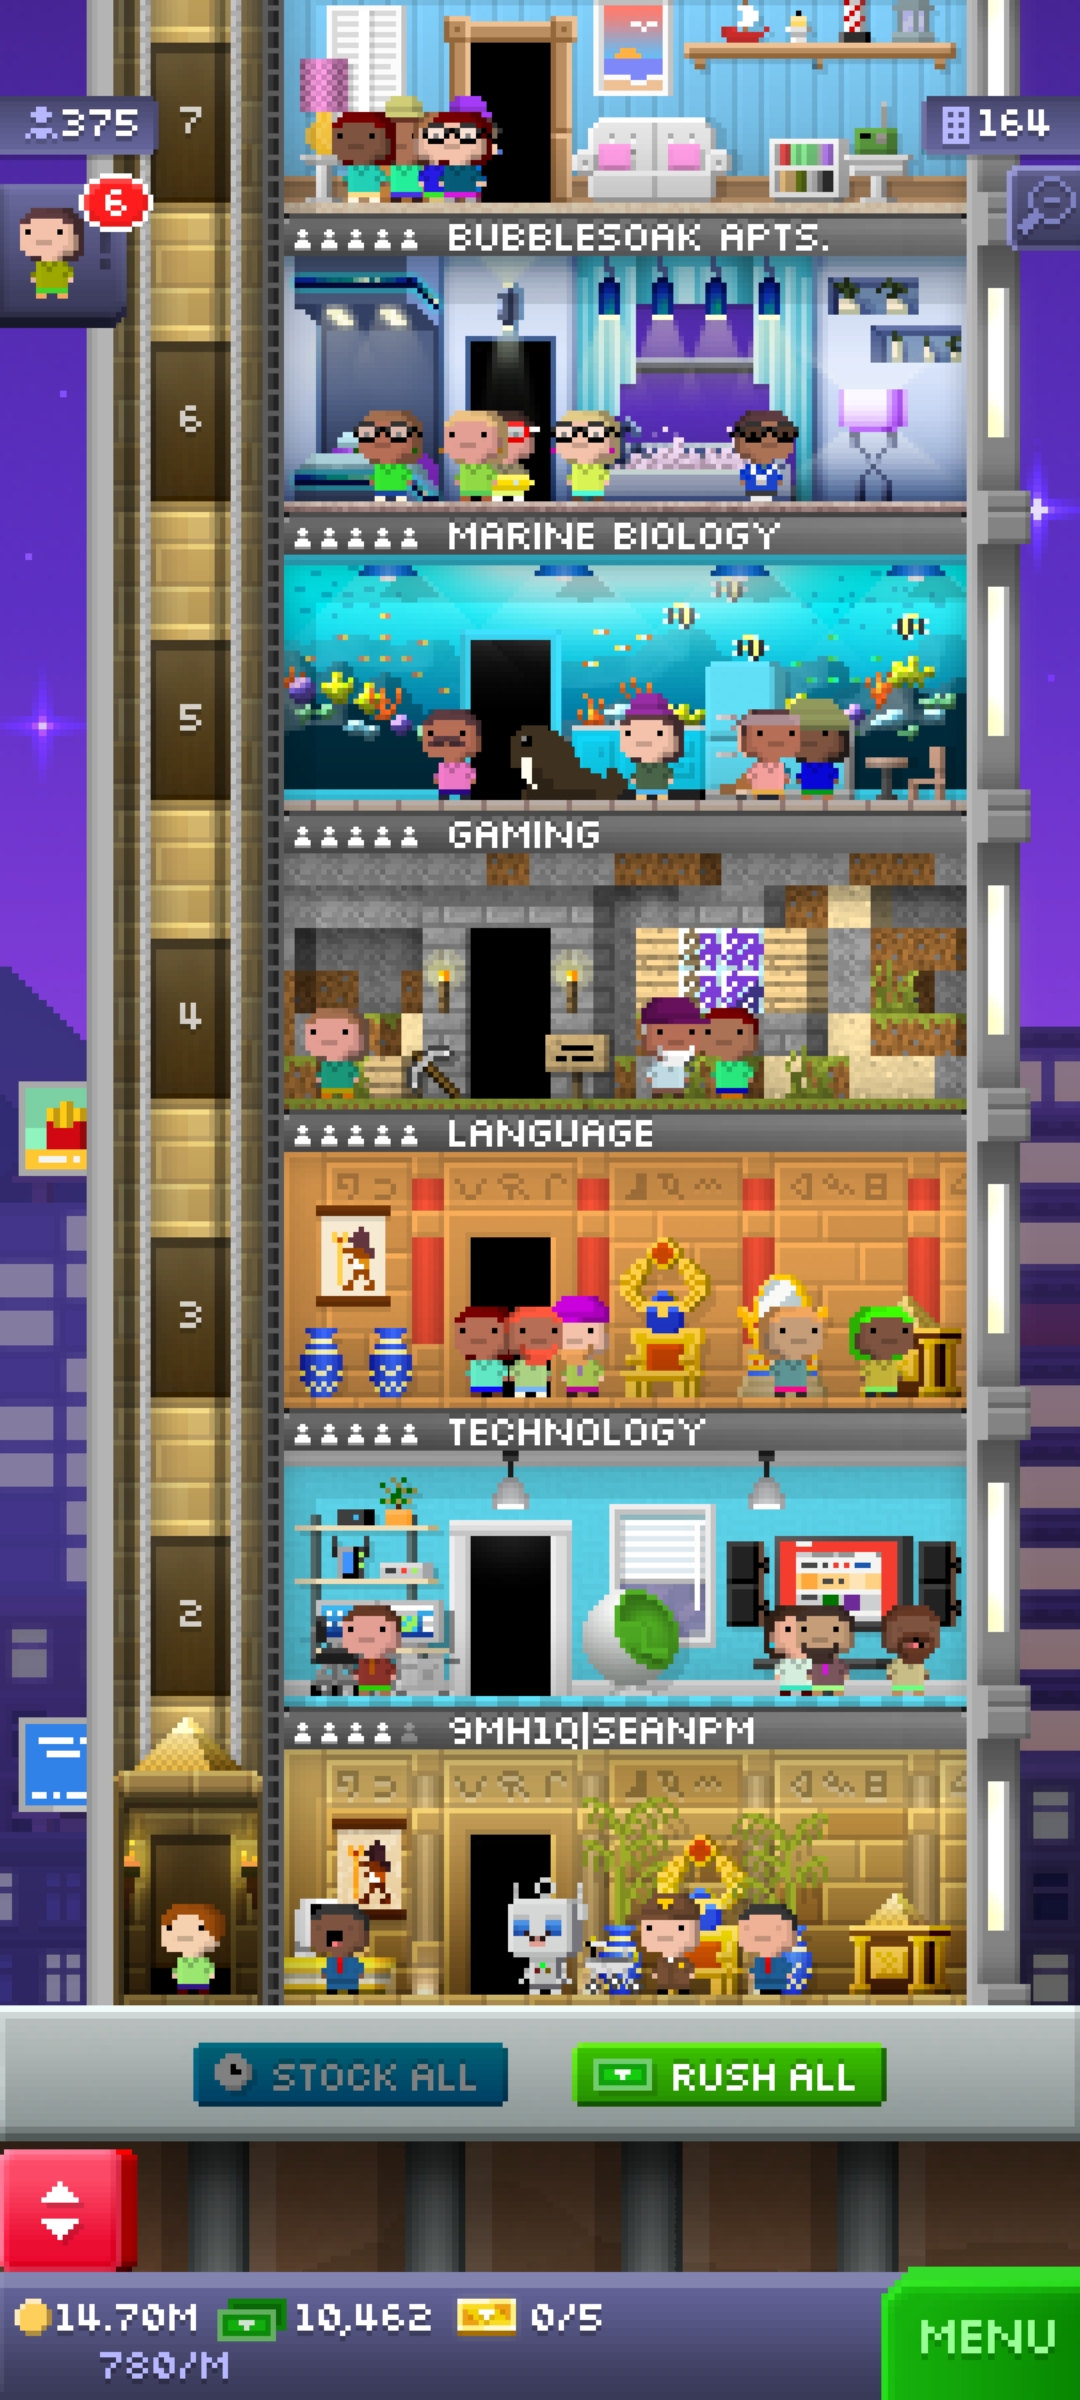 7
375
164
6
BUBBLESOAK APTS.
6
MARINE BIOLOGY
5
GAMING
4
LANGUAGE
3
TECHNOLOGY
2
9MH1Q|SEANPM
STOCK ALL
RUSH ALL
14.70M
10,462
0/5
780/M
MENU